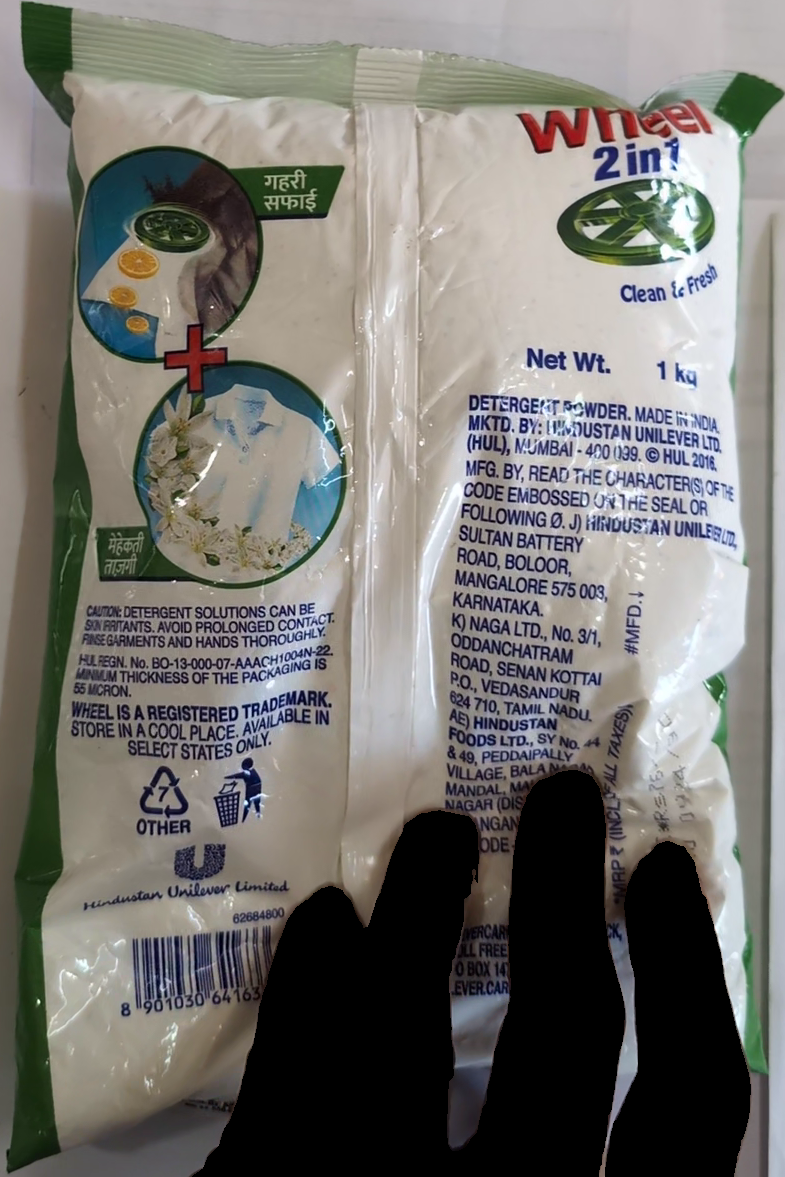 गहरी
सफाई
मेहेकती
ताज़गी
CAUTION: DETERGENT SOLUTIONS CAN BE
SKIN IRRITANTS. AVOID PROLONGED CONTACT.
RINSE GARMENTS AND HANDS THOROUGHLY.
HUL REGN. No. BO-13-000-07-AAACH1004N-22.
MINIMUM THICKNESS OF THE PACKAGING IS
55 MICRON.
WHEEL IS A REGISTERED TRADEMARK.
STORE IN A COOL PLACE. AVAILABLE IN
SELECT STATES ONLY.
7
OTHER
Hindustan Unilever Limited
62684800
8 901030 64163
Wheel
2 in 1
Clean & Fresh
Net Wt. 1 kg
DETERGENT POWDER. MADE IN INDIA.
MKTD. BY: HINDUSTAN UNILEVER LTD.
(HUL), MUMBAI - 400 099. © HUL 2016.
MFG. BY, READ THE CHARACTER(S) OF THE
CODE EMBOSSED ON THE SEAL OR
FOLLOWING Ø. J) HINDUSTAN UNILEVER LTD.,
SULTAN BATTERY
ROAD, BOLOOR,
MANGALORE 575 003,
KARNATAKA.
K) NAGA LTD., No. 3/1,
ODDANCHATRAM
ROAD, SENAN KOTTAI
P.O., VEDASANDUR
624 710, TAMIL NADU.
AE) HINDUSTAN
FOODS LTD., SY No. 44
& 49, PEDDAIPALLY
VILLAGE, BALA
MANDAL,
NAGAR
BOX
#MFD.
*MRP ₹ (INCL. ALL TAXES)